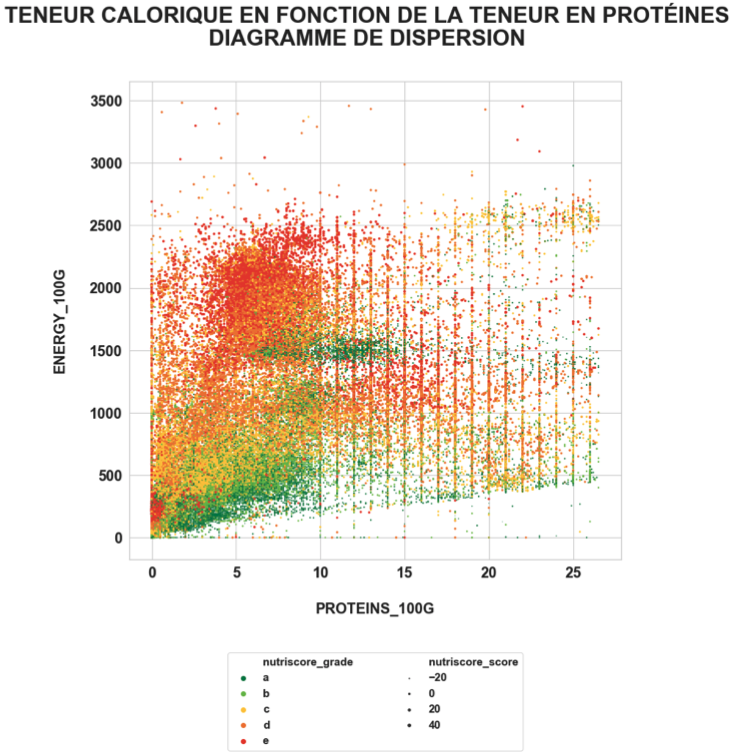 TENEUR CALORIQUE EN FONCTION DE LA TENEUR EN PROTÉINES
DIAGRAMME DE DISPERSION
3500
3000
2500
2000
1500
1000
500
0
ENERGY_100G
0 5 10 15 20 25
PROTEINS_100G
nutriscore_grade nutriscore_score
a −20
b 0
c 20
d 40
e